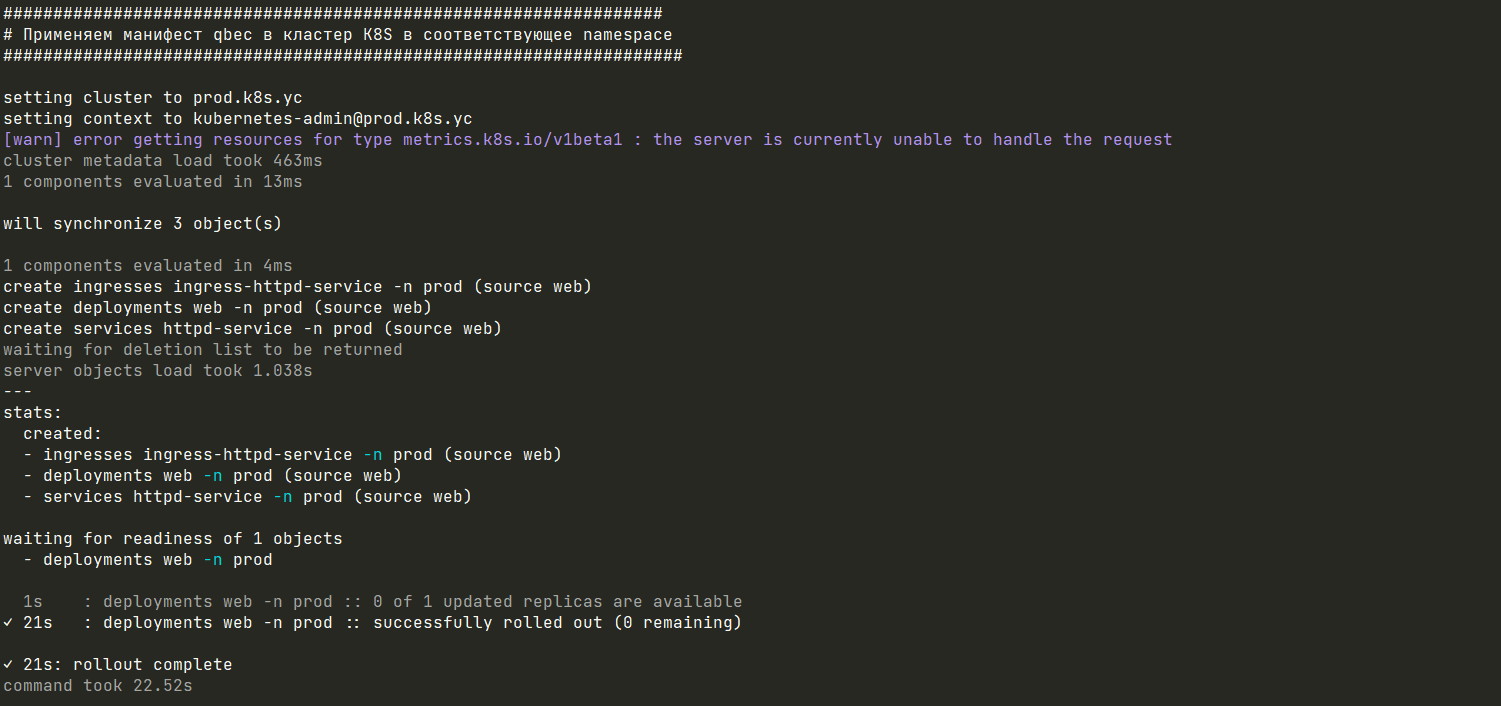 ##################################################################
# Применяем манифест qbec в кластер K8S в соответствующее namespace
####################################################################
setting cluster to prod.k8s.yc
setting context to kubernetes-admin@prod.k8s.yc
[warn] error getting resources for type metrics.k8s.io/v1beta1 : the server is currently unable to handle the request
cluster metadata load took 463ms
1 components evaluated in 13ms
will synchronize 3 object(s)
1 components evaluated in 4ms
create ingresses ingress-httpd-service -n prod (source web)
create deployments web -n prod (source web)
create services httpd-service -n prod (source web)
waiting for deletion list to be returned
server objects load took 1.038s
---
stats:
  created:
  - ingresses ingress-httpd-service -n prod (source web)
  - deployments web -n prod (source web)
  - services httpd-service -n prod (source web)
waiting for readiness of 1 objects
  - deployments web -n prod
  1s    : deployments web -n prod :: 0 of 1 updated replicas are available
✓ 21s   : deployments web -n prod :: successfully rolled out (0 remaining)
✓ 21s: rollout complete
command took 22.52s